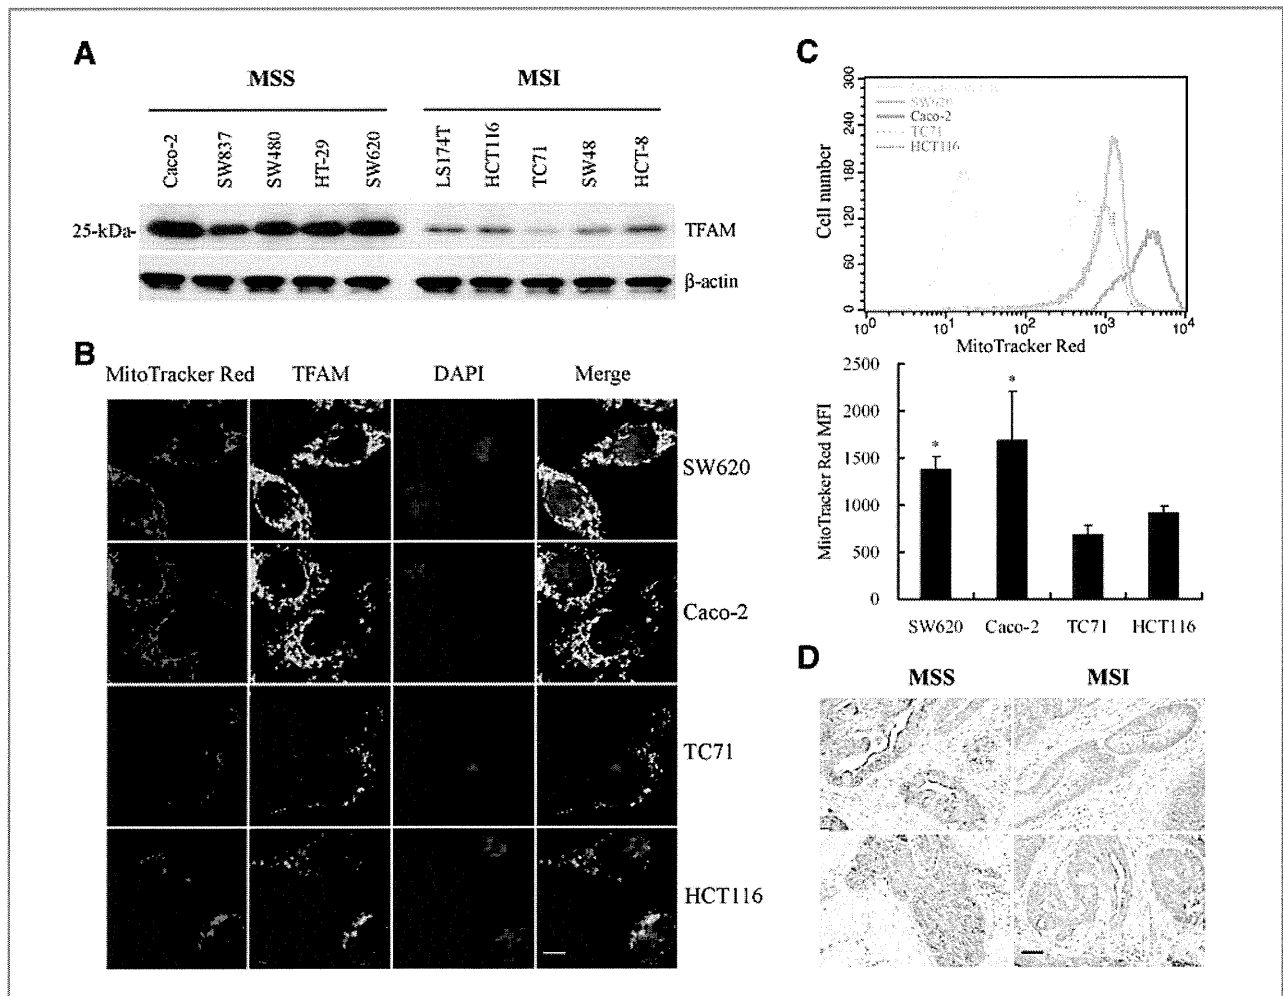 A
MSS MSI
Caco-2 SW837 SW480 HT-29 SW620 LS174T HCT116 TC71 SW48 HCT-8
25-kDa- TFAM
β-actin
B
MitoTracker Red TFAM DAPI Merge
SW620
Caco-2
TC71
HCT116
C
Cell number
300
240
180
120
60
0
SW620
Caco-2
TC71
HCT116
10⁰ 10¹ 10² 10³ 10⁴
MitoTracker Red
MitoTracker Red MFI
2500
2000
1500
1000
500
0
* *
SW620 Caco-2 TC71 HCT116
D
MSS MSI